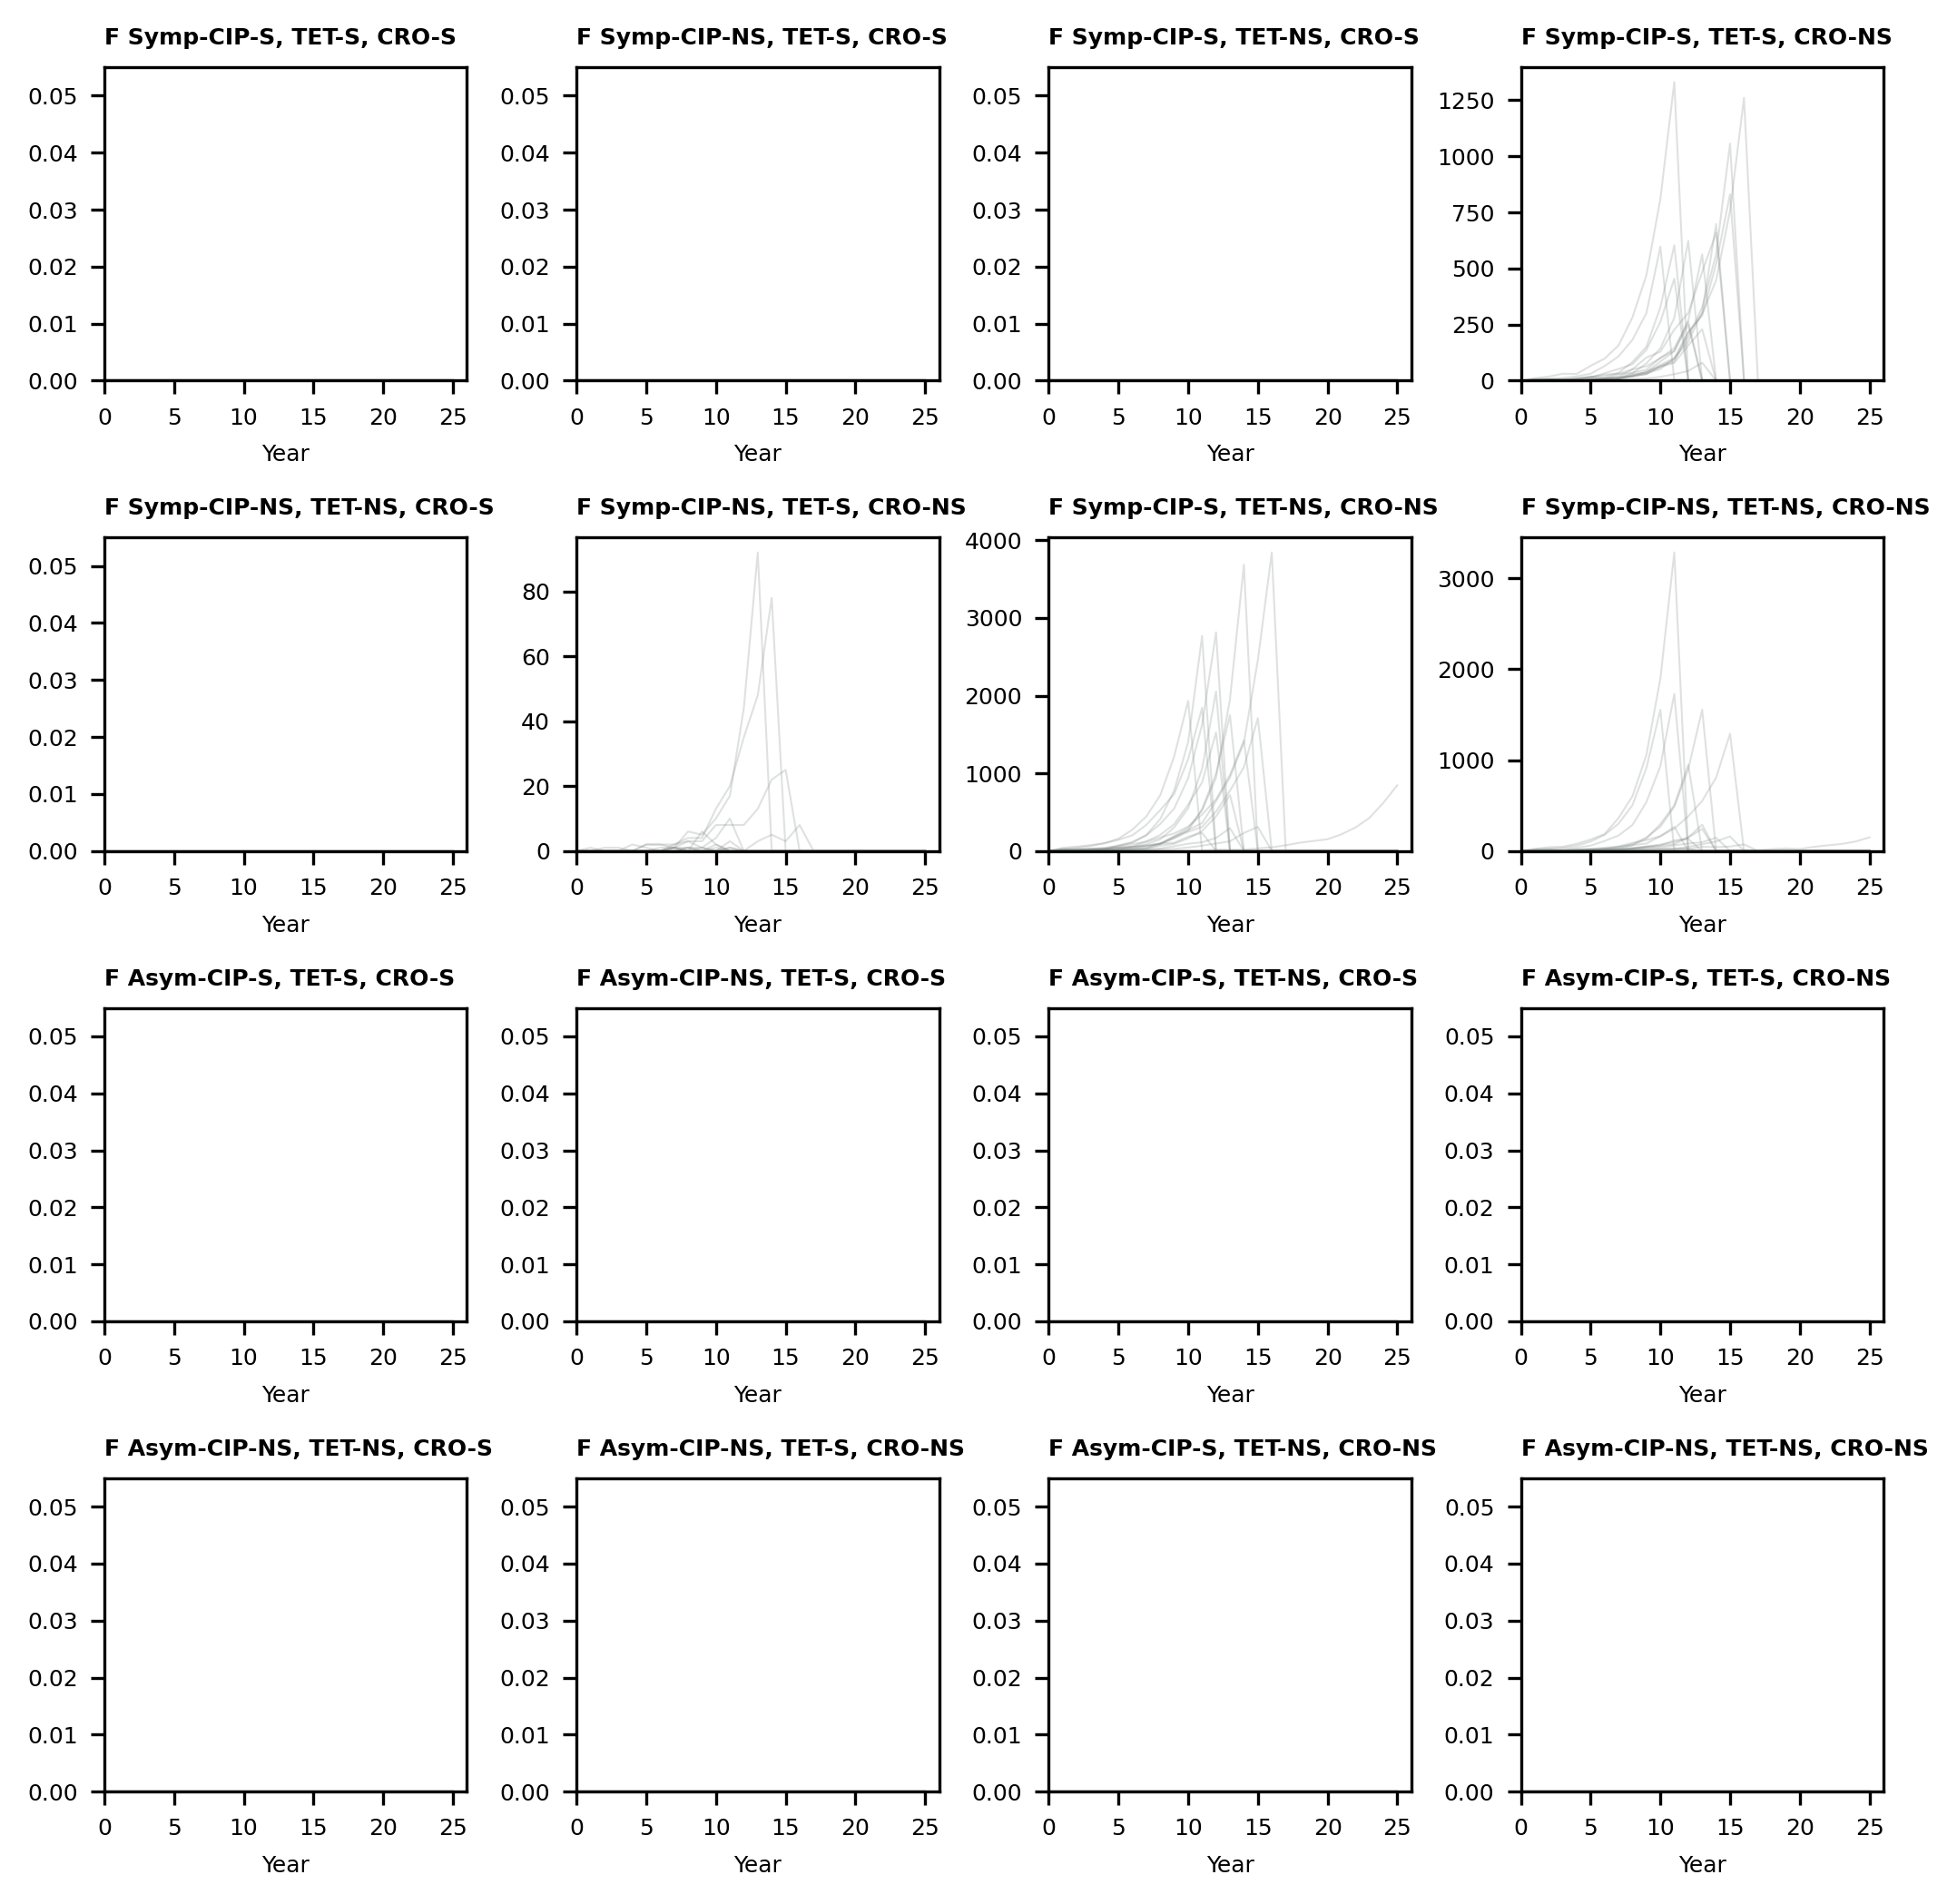 F Symp-CIP-S, TET-S, CRO-S
0.05
0.04
0.03
0.02
0.01
0.00
0 5 10 15 20 25
Year
F Symp-CIP-NS, TET-S, CRO-S
0.05
0.04
0.03
0.02
0.01
0.00
0 5 10 15 20 25
Year
F Symp-CIP-S, TET-NS, CRO-S
0.05
0.04
0.03
0.02
0.01
0.00
0 5 10 15 20 25
Year
F Symp-CIP-S, TET-S, CRO-NS
1250
1000
750
500
250
0
0 5 10 15 20 25
Year
F Symp-CIP-NS, TET-NS, CRO-S
0.05
0.04
0.03
0.02
0.01
0.00
0 5 10 15 20 25
Year
F Symp-CIP-NS, TET-S, CRO-NS
80
60
40
20
0
0 5 10 15 20 25
Year
F Symp-CIP-S, TET-NS, CRO-NS
4000
3000
2000
1000
0
0 5 10 15 20 25
Year
F Symp-CIP-NS, TET-NS, CRO-NS
3000
2000
1000
0
0 5 10 15 20 25
Year
F Asym-CIP-S, TET-S, CRO-S
0.05
0.04
0.03
0.02
0.01
0.00
0 5 10 15 20 25
Year
F Asym-CIP-NS, TET-S, CRO-S
0.05
0.04
0.03
0.02
0.01
0.00
0 5 10 15 20 25
Year
F Asym-CIP-S, TET-NS, CRO-S
0.05
0.04
0.03
0.02
0.01
0.00
0 5 10 15 20 25
Year
F Asym-CIP-S, TET-S, CRO-NS
0.05
0.04
0.03
0.02
0.01
0.00
0 5 10 15 20 25
Year
F Asym-CIP-NS, TET-NS, CRO-S
0.05
0.04
0.03
0.02
0.01
0.00
0 5 10 15 20 25
Year
F Asym-CIP-NS, TET-S, CRO-NS
0.05
0.04
0.03
0.02
0.01
0.00
0 5 10 15 20 25
Year
F Asym-CIP-S, TET-NS, CRO-NS
0.05
0.04
0.03
0.02
0.01
0.00
0 5 10 15 20 25
Year
F Asym-CIP-NS, TET-NS, CRO-NS
0.05
0.04
0.03
0.02
0.01
0.00
0 5 10 15 20 25
Year